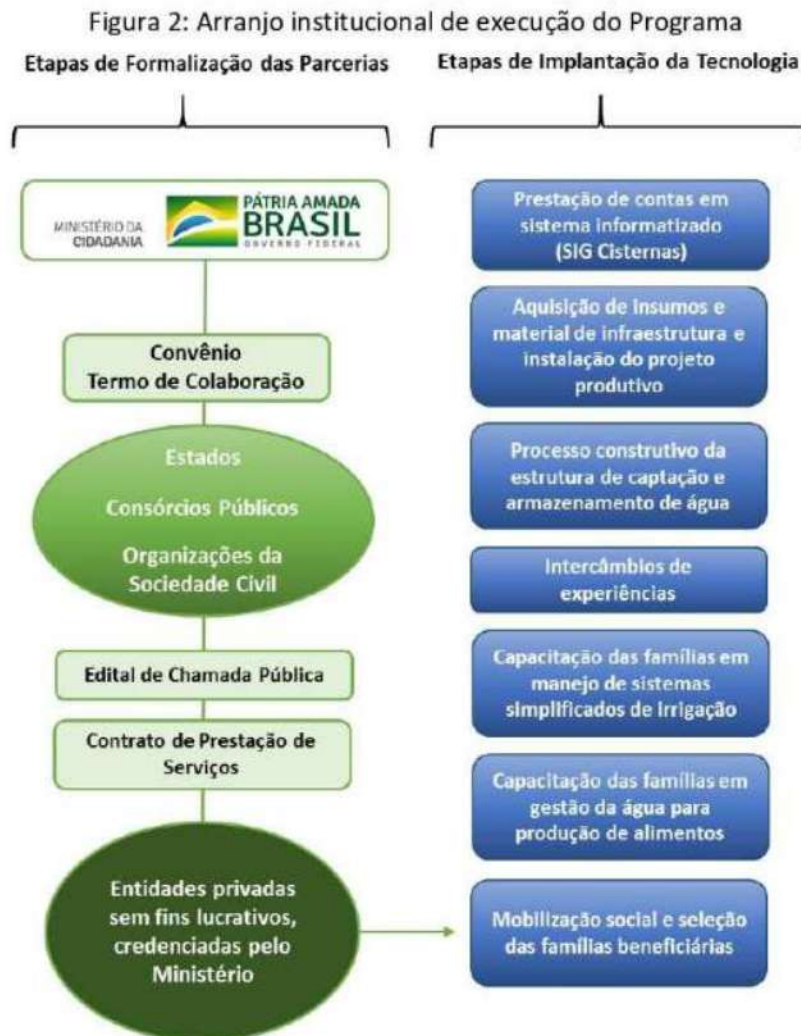 Figura 2: Arranjo institucional de execução do Programa
Etapas de Formalização das Parcerias
Etapas de Implantação da Tecnologia
MINISTÉRIO DA
CIDADANIA
PÁTRIA AMADA
BRASIL
GOVERNO FEDERAL
Convênio
Termo de Colaboração
Estados
Consórcios Públicos
Organizações da
Sociedade Civil
Edital de Chamada Pública
Contrato de Prestação de
Serviços
Entidades privadas
sem fins lucrativos,
credenciadas pelo
Ministério
Prestação de contas em
sistema informatizado
(SIG Cisternas)
Aquisição de insumos e
material de infraestrutura e
instalação do projeto
produtivo
Processo construtivo da
estrutura de captação e
armazenamento de água
Intercâmbios de
experiências
Capacitação das famílias em
manejo de sistemas
simplificados de irrigação
Capacitação das famílias em
gestão da água para
produção de alimentos
Mobilização social e seleção
das famílias beneficiárias